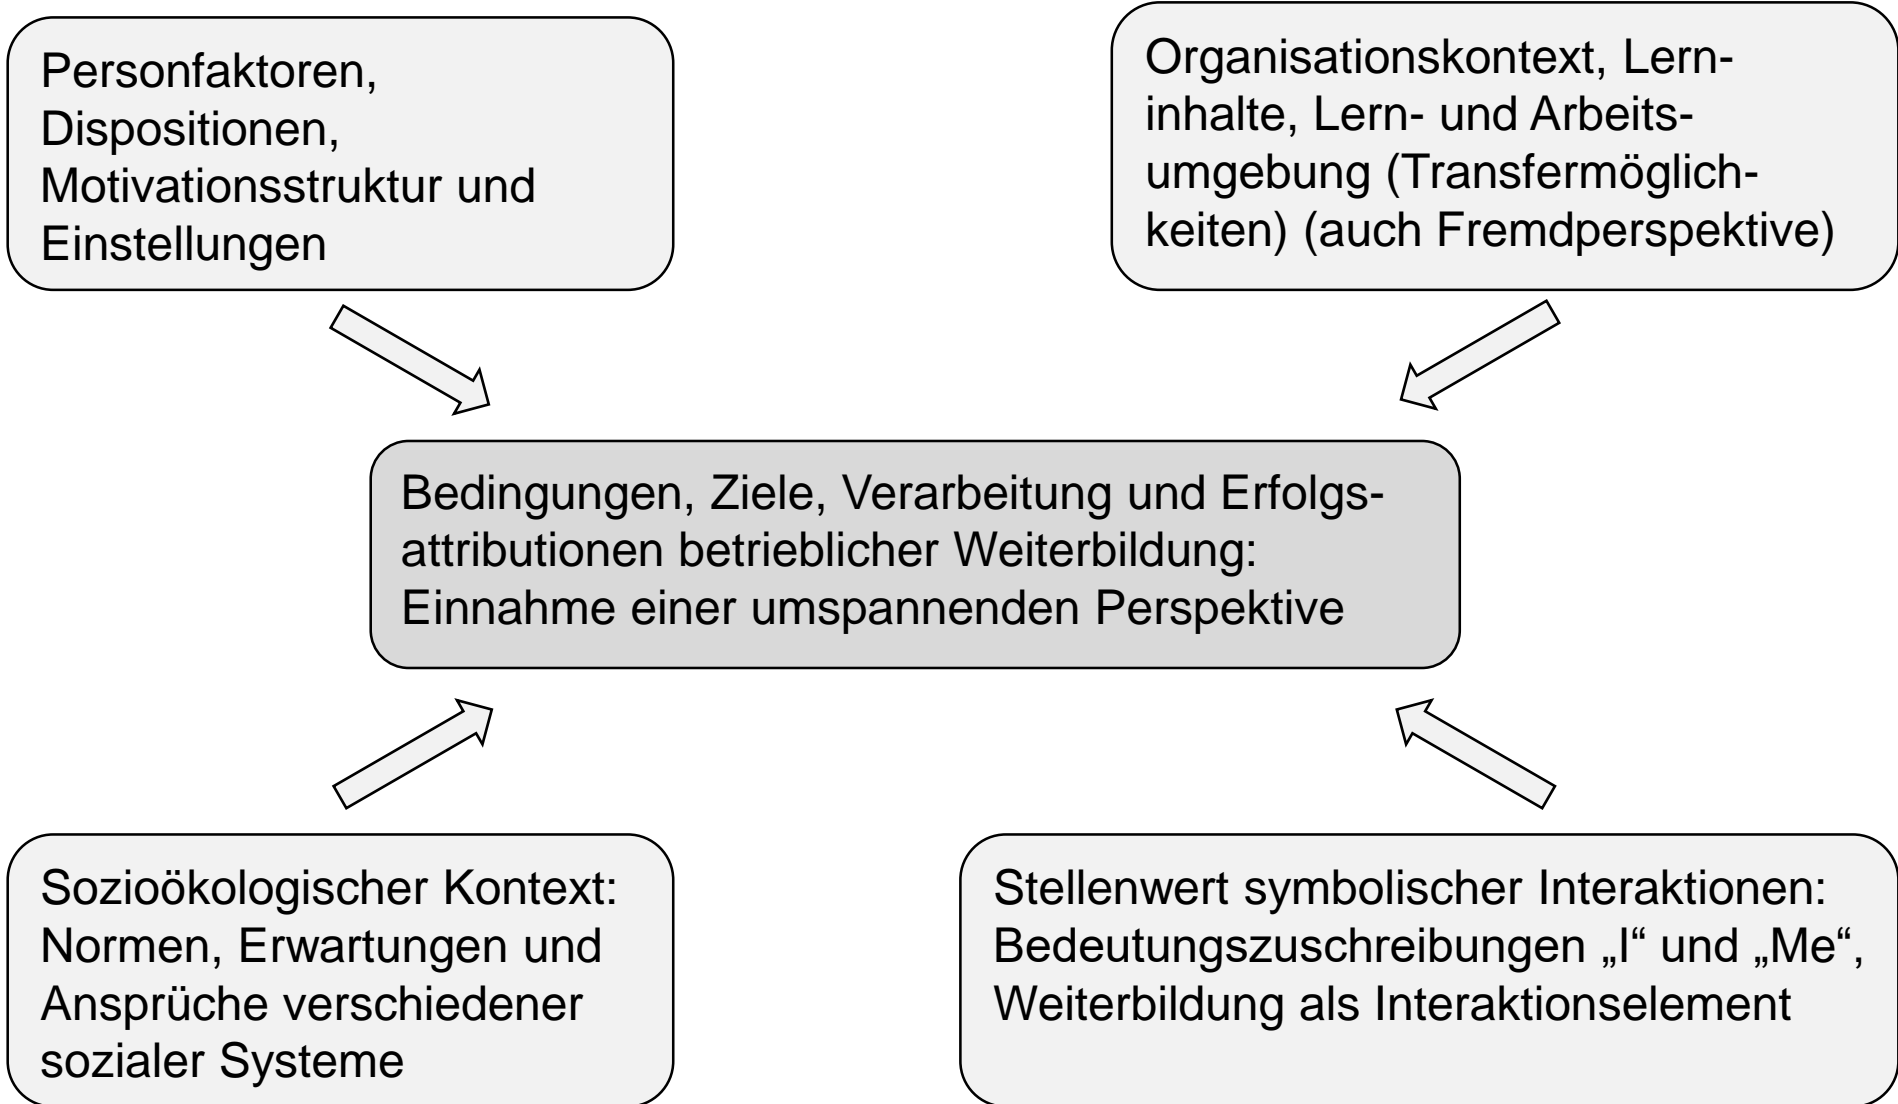 Personfaktoren,
Dispositionen,
Motivationsstruktur und
Einstellungen
Organisationskontext, Lern-
inhalte, Lern- und Arbeits-
umgebung (Transfermöglich-
keiten) (auch Fremdperspektive)
Bedingungen, Ziele, Verarbeitung und Erfolgs-
attributionen betrieblicher Weiterbildung:
Einnahme einer umspannenden Perspektive
Sozioökologischer Kontext:
Normen, Erwartungen und
Ansprüche verschiedener
sozialer Systeme
Stellenwert symbolischer Interaktionen:
Bedeutungszuschreibungen „I“ und „Me“,
Weiterbildung als Interaktionselement